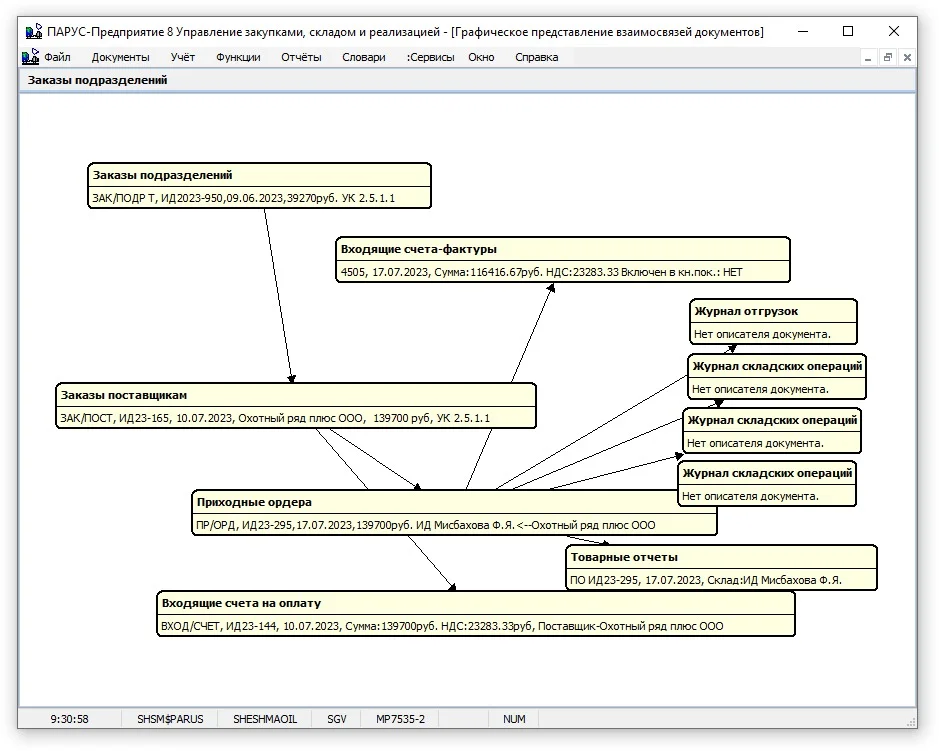 ПАРУС-Предприятие 8 Управление закупками, складом и реализацией - [Графическое представление взаимосвязей документов]
Файл Документы Учёт Функции Отчёты Словари :Сервисы Окно Справка
Заказы подразделений
Заказы подразделений
ЗАК/ПОДР Т, ИД2023-950,09.06.2023,39270руб. УК 2.5.1.1
Входящие счета-фактуры
4505, 17.07.2023, Сумма:116416.67руб. НДС:23283.33 Включен в кн.пок.: НЕТ
Журнал отгрузок
Нет описателя документа.
Журнал складских операций
Нет описателя документа.
Журнал складских операций
Нет описателя документа.
Журнал складских операций
Нет описателя документа.
Заказы поставщикам
ЗАК/ПОСТ, ИД23-165, 10.07.2023, Охотный ряд плюс ООО, 139700 руб, УК 2.5.1.1
Приходные ордера
ПР/ОРД, ИД23-295,17.07.2023,139700руб. ИД Мисбахова Ф.Я.<--Охотный ряд плюс ООО
Товарные отчеты
ПО ИД23-295, 17.07.2023, Склад:ИД Мисбахова Ф.Я.
Входящие счета на оплату
ВХОД/СЧЕТ, ИД23-144, 10.07.2023, Сумма:139700руб. НДС:23283.33руб, Поставщик-Охотный ряд плюс ООО
9:30:58 SHSM$PARUS SHESHMAOIL SGV MP7535-2 NUM